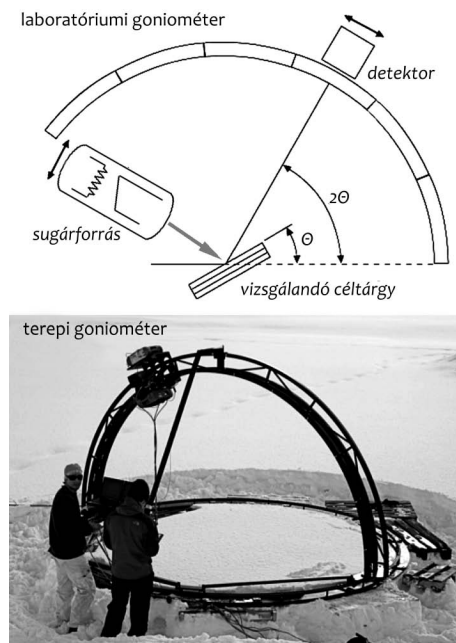 laboratóriumi goniométer
detektor
2Θ
Θ
sugárforrás
vizsgálandó céltárgy
terepi goniométer